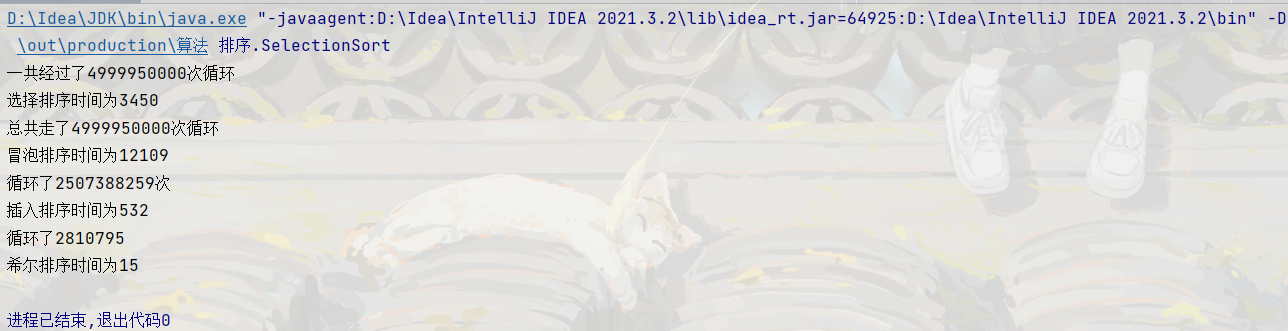 D:\Idea\JDK\bin\java.exe "-javaagent:D:\Idea\IntelliJ IDEA 2021.3.2\lib\idea_rt.jar=64925:D:\Idea\IntelliJ IDEA 2021.3.2\bin" -D
\out\production\算法 排序.SelectionSort
一共经过了4999950000次循环
选择排序时间为3450
总共走了4999950000次循环
冒泡排序时间为12109
循环了2507388259次
插入排序时间为532
循环了2810795
希尔排序时间为15
进程已结束,退出代码0